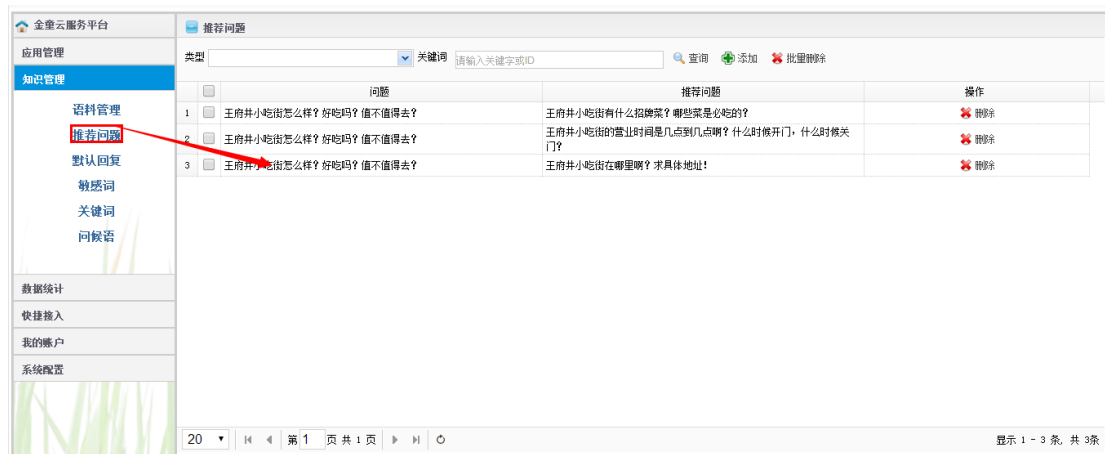 金童云服务平台
应用管理
知识管理
语料管理
推荐问题
默认回复
敏感词
关键词
问候语
数据统计
快捷接入
我的账户
系统配置
推荐问题
类型 关键词 请输入关键字或ID 查询 添加 批里删除
问题 推荐问题 操作
1 王府井小吃街怎么样?好吃吗?值不值得去? 王府井小吃街有什么招牌菜?哪些菜是必吃的? 删除
2 王府井小吃街怎么样?好吃吗?值不值得去? 王府井小吃街的营业时间是几点到几点啊?什么时候开门,什么时候关
门? 删除
3 王府井小吃街怎么样?好吃吗?值不值得去? 王府井小吃街在哪里啊?求具体地址! 删除
20 第 1 页 共 1 页 显示 1 - 3 条, 共 3条